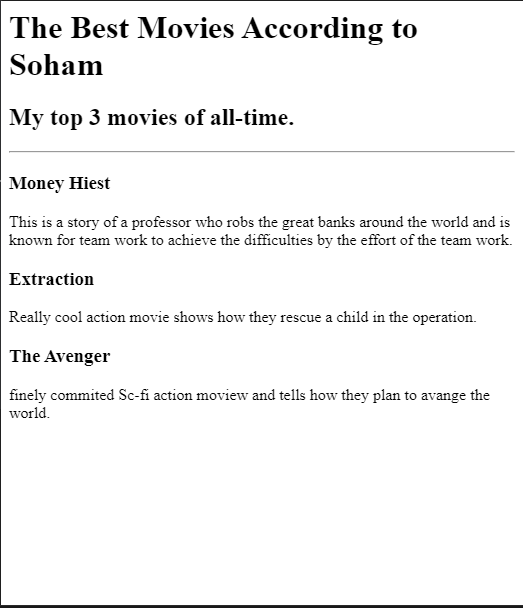 The Best Movies According to
Soham
My top 3 movies of all-time.
Money Hiest
This is a story of a professor who robs the great banks around the world and is
known for team work to achieve the difficulties by the effort of the team work.
Extraction
Really cool action movie shows how they rescue a child in the operation.
The Avenger
finely commited Sc-fi action moview and tells how they plan to avange the
world.